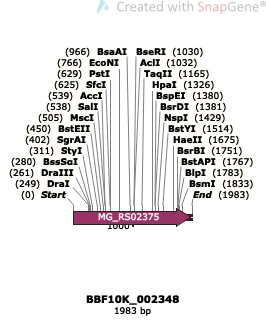 Created with SnapGene®
(966) BsaAI BseRI (1030)
(766) EcoNI AclI (1032)
(629) PstI TaqII (1165)
(625) SfcI HpaI (1326)
(539) AccI BspEI (1380)
(538) SalI BsrDI (1381)
(505) MscI NspI (1429)
(450) BstEII BstYI (1514)
(402) SgrAI HaeII (1675)
(311) StyI BsrBI (1751)
(280) BssSαI BstAPI (1767)
(261) DraIII BlpI (1783)
(249) DraI BsmI (1833)
(0) Start End (1983)
MG_RS02375
1000
BBF10K_002348
1983 bp